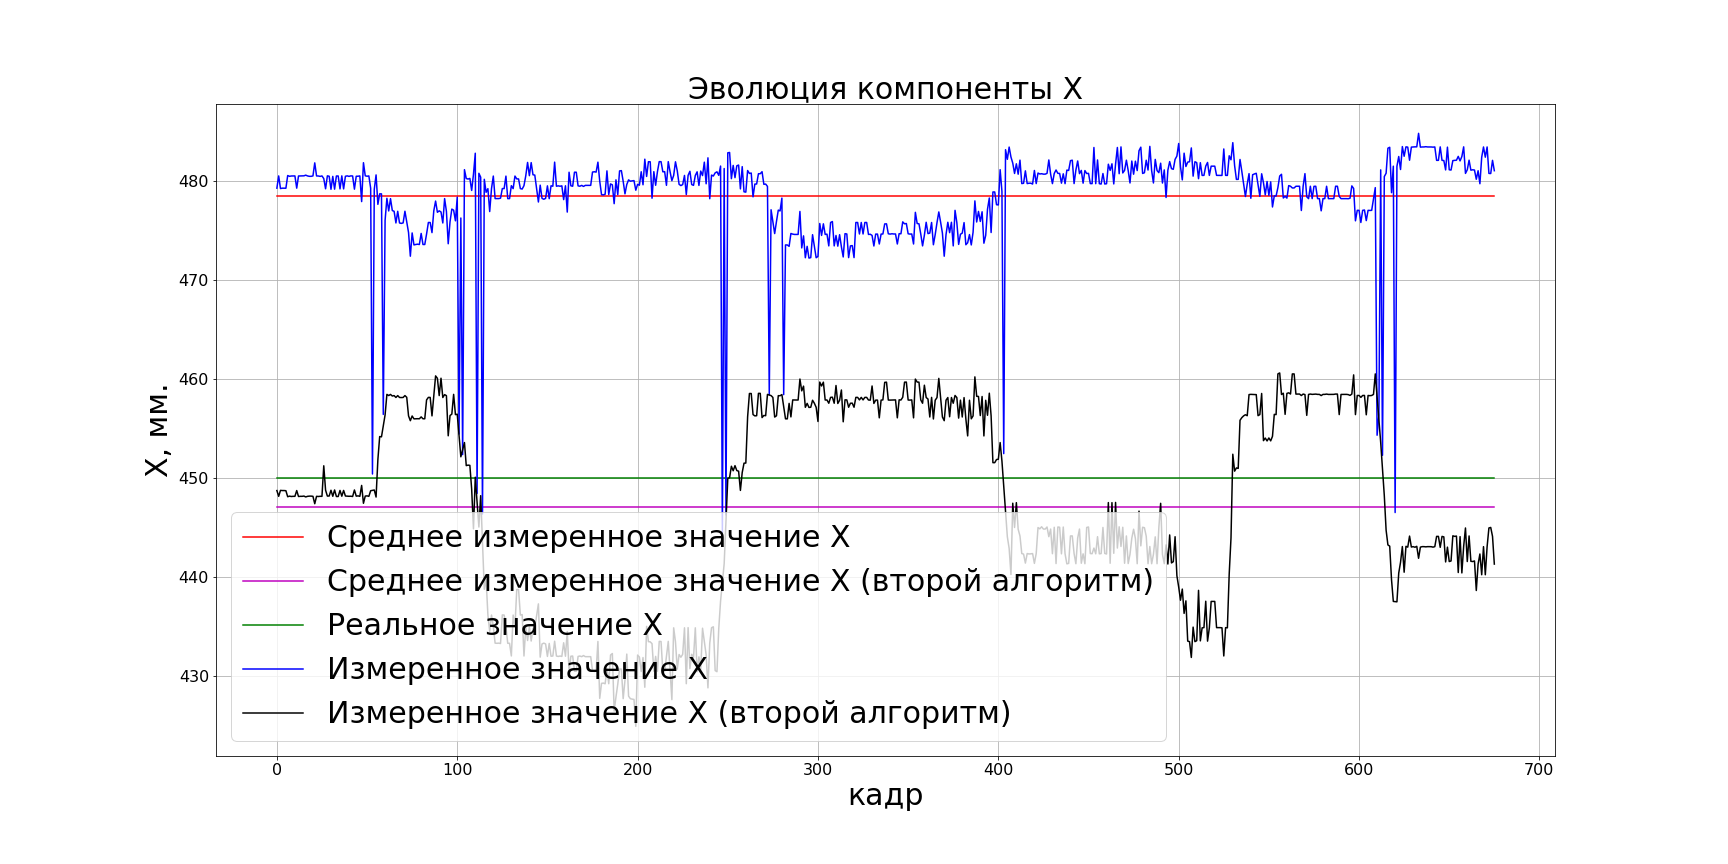 Эволюция компоненты X
X, мм.
480
470
460
450
440
430
Среднее измеренное значение X
Среднее измеренное значение X (второй алгоритм)
Реальное значение X
Измеренное значение X
Измеренное значение X (второй алгоритм)
0 100 200 300 400 500 600 700
кадр